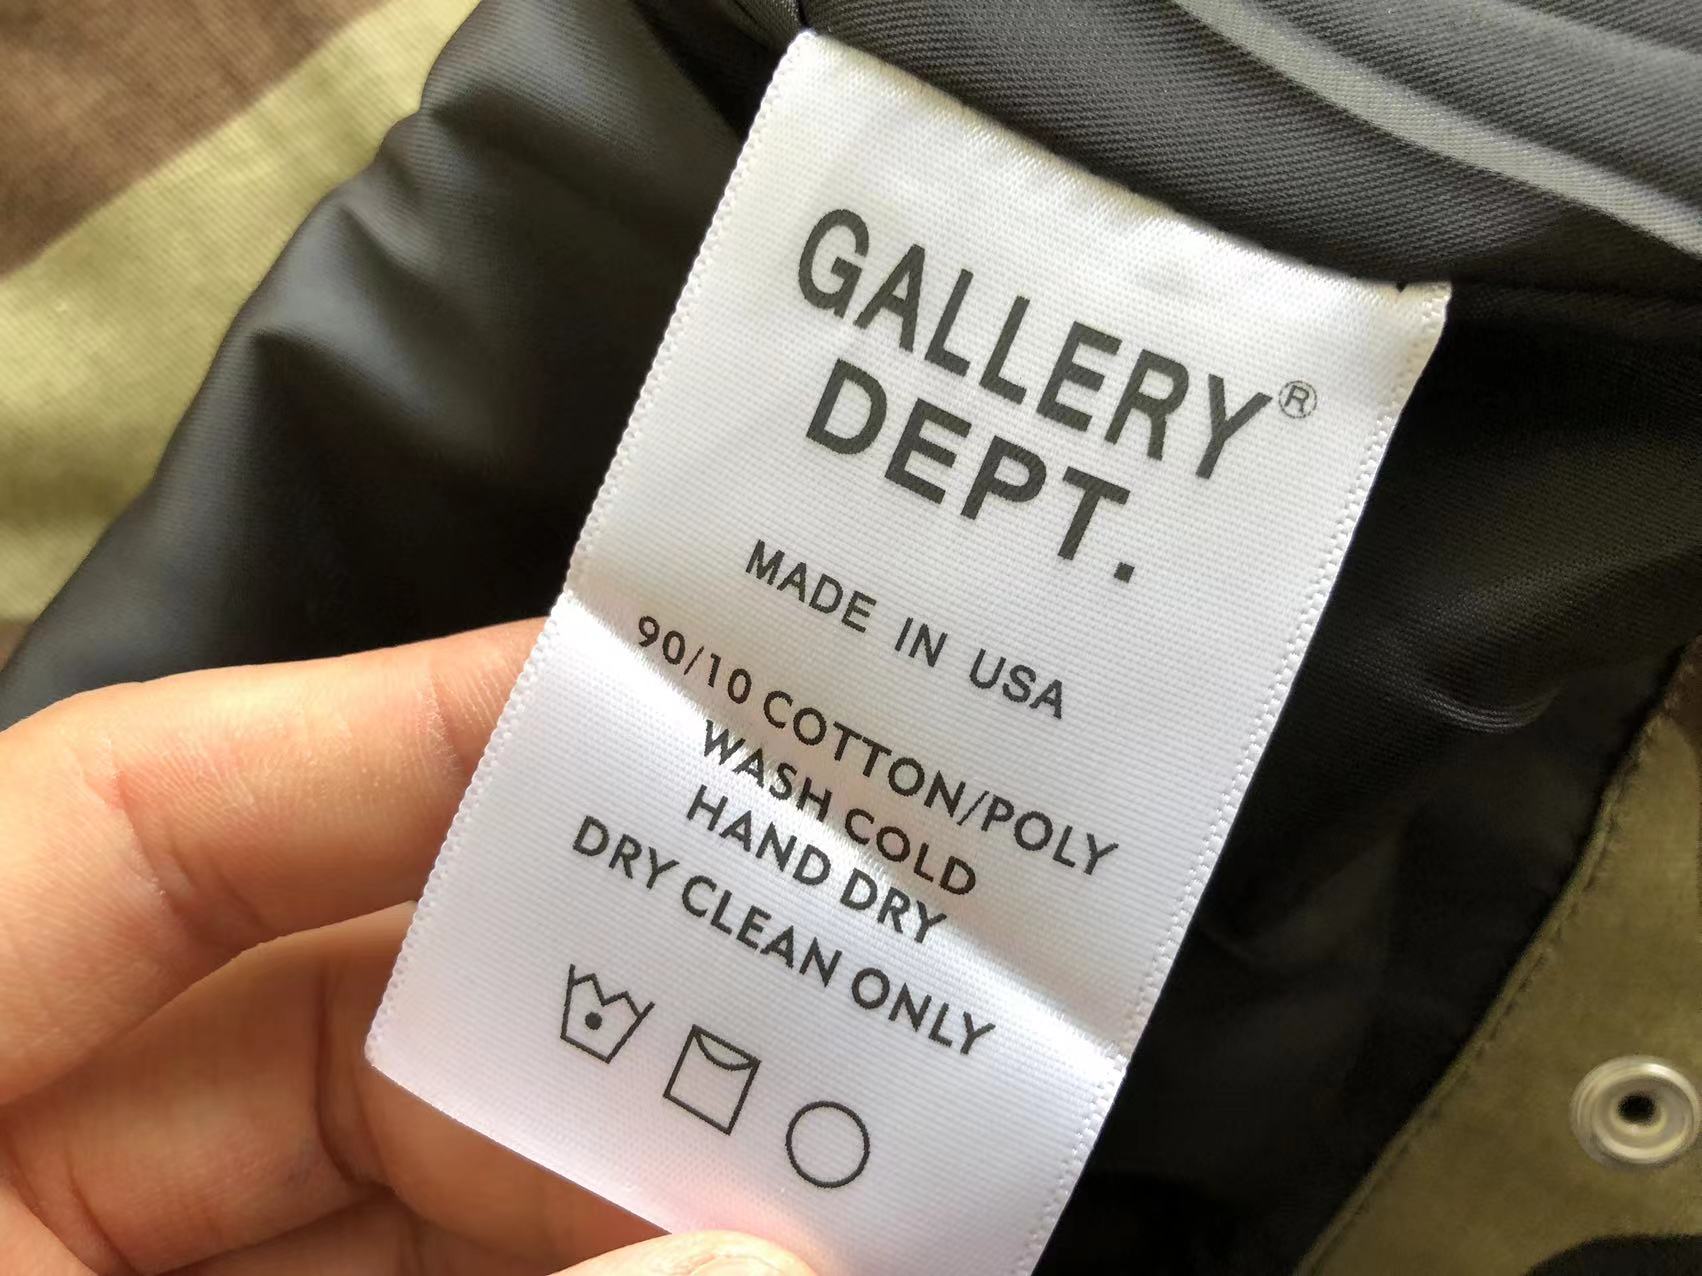 GALLERY®
DEPT.
MADE IN USA
90/10 COTTON/POLY
WASH COLD
HAND DRY
DRY CLEAN ONLY